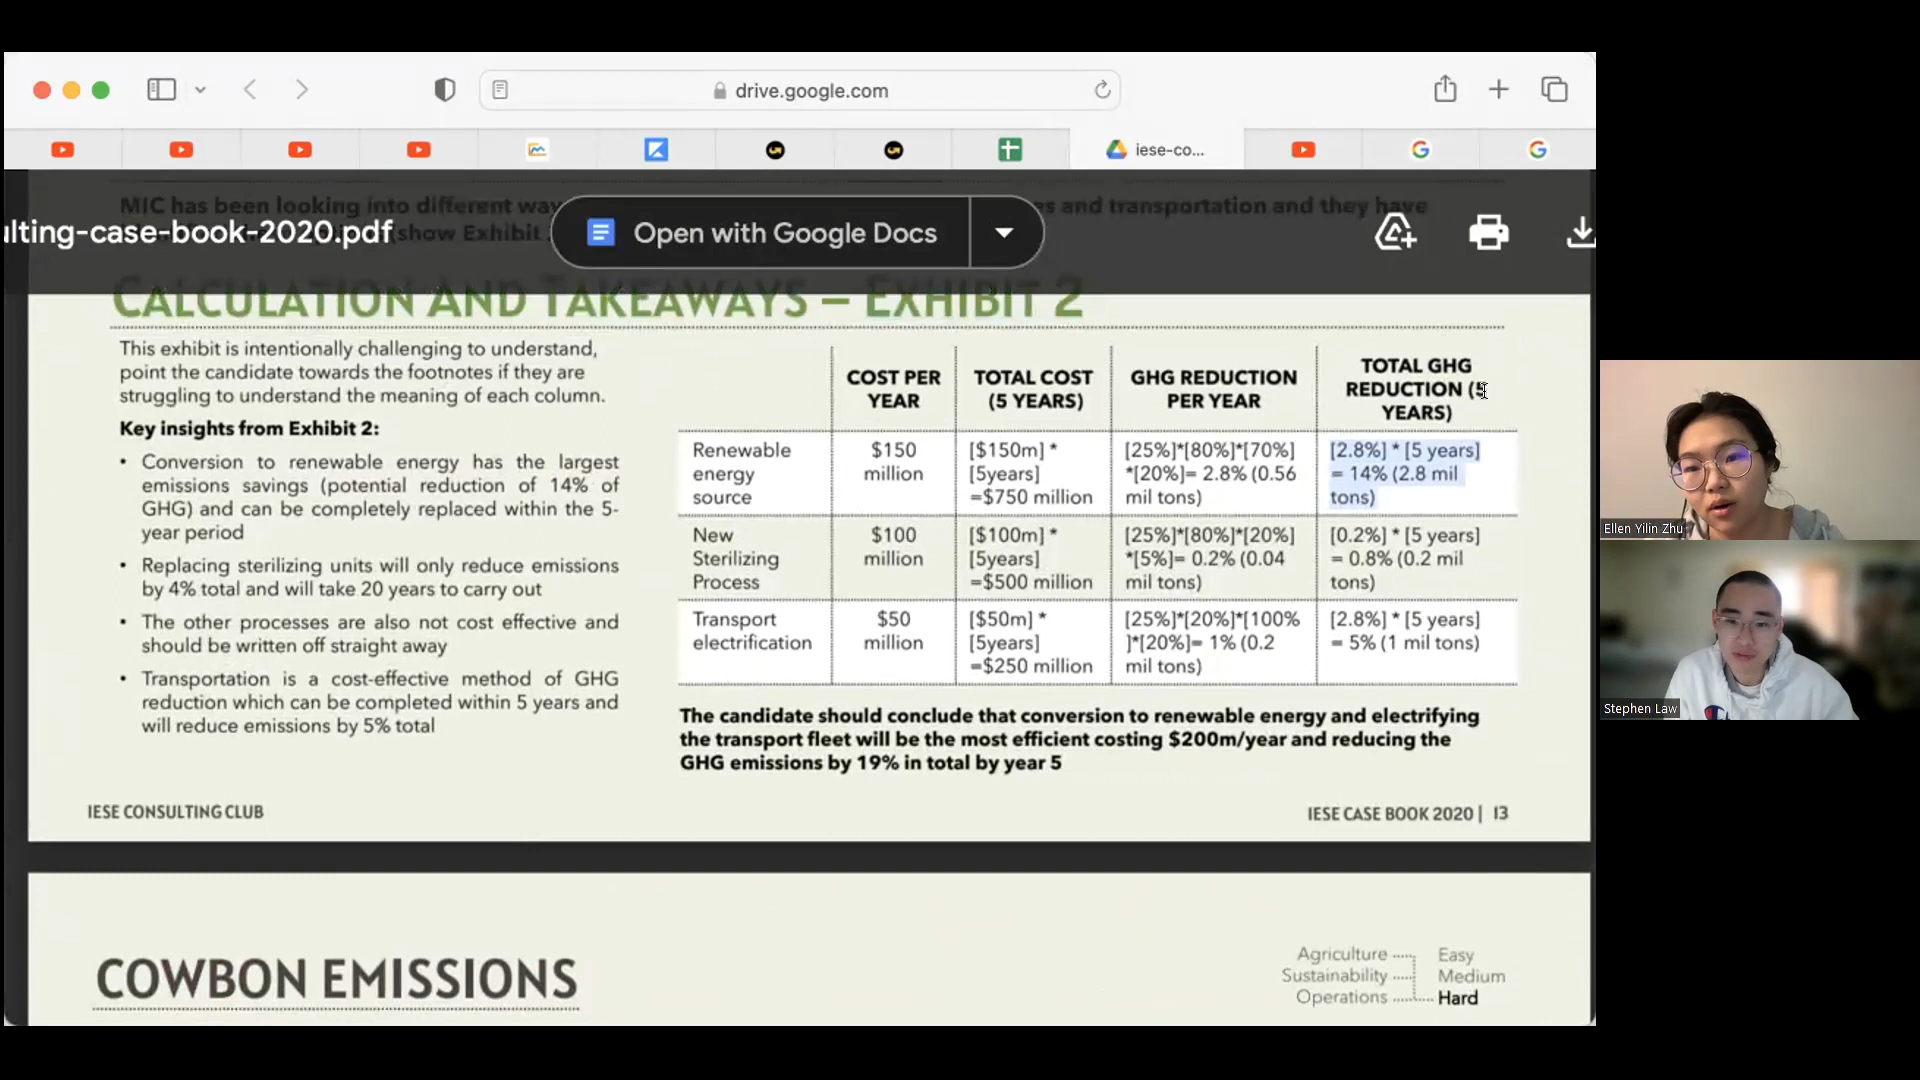 drive.google.com
iese-co...
MIC has been looking into different way
s and transportation and they have
ulting-case-book-2020.pdf
(show Exhibit
Open with Google Docs
CALCULATION AND TAKEAWAYS – EXHIBIT 2
This exhibit is intentionally challenging to understand,
point the candidate towards the footnotes if they are
struggling to understand the meaning of each column.
Key insights from Exhibit 2:
• Conversion to renewable energy has the largest
emissions savings (potential reduction of 14% of
GHG) and can be completely replaced within the 5-
year period
• Replacing sterilizing units will only reduce emissions
by 4% total and will take 20 years to carry out
• The other processes are also not cost effective and
should be written off straight away
• Transportation is a cost-effective method of GHG
reduction which can be completed within 5 years and
will reduce emissions by 5% total
COST PER
YEAR
TOTAL COST
(5 YEARS)
GHG REDUCTION
PER YEAR
TOTAL GHG
REDUCTION (5
YEARS)
Renewable
energy
source
$150
million
[$150m] *
[5years]
=$750 million
[25%]*[80%]*[70%]
*[20%]= 2.8% (0.56
mil tons)
[2.8%] * [5 years]
= 14% (2.8 mil
tons)
New
Sterilizing
Process
$100
million
[$100m] *
[5years]
=$500 million
[25%]*[80%]*[20%]
*[5%]= 0.2% (0.04
mil tons)
[0.2%] * [5 years]
= 0.8% (0.2 mil
tons)
Transport
electrification
$50
million
[$50m] *
[5years]
=$250 million
[25%]*[20%]*[100%
]*[20%]= 1% (0.2
mil tons)
[2.8%] * [5 years]
= 5% (1 mil tons)
The candidate should conclude that conversion to renewable energy and electrifying
the transport fleet will be the most efficient costing $200m/year and reducing the
GHG emissions by 19% in total by year 5
IESE CONSULTING CLUB
IESE CASE BOOK 2020 | 13
COWBON EMISSIONS
Agriculture
Sustainability
Operations
Easy
Medium
Hard
Ellen Yilin Zhu
Stephen Law